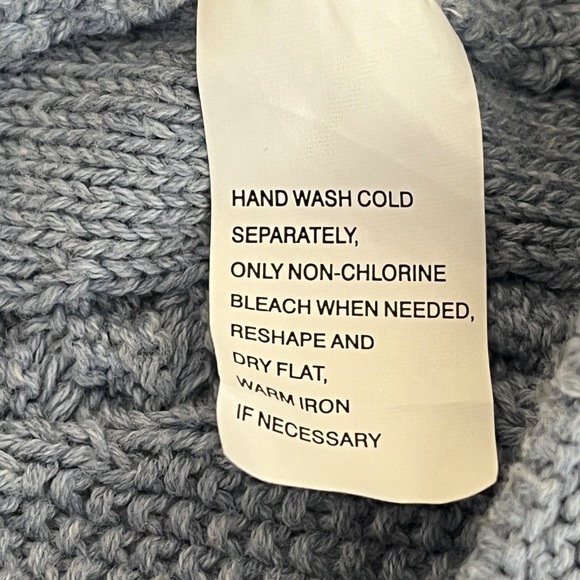 HAND WASH COLD
SEPARATELY,
ONLY NON-CHLORINE
BLEACH WHEN NEEDED,
RESHAPE AND
DRY FLAT,
WARM IRON
IF NECESSARY